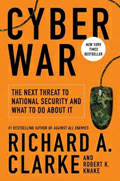 CYBER
WAR
NEW YORK
TIMES
BESTSELLER
THE NEXT THREAT TO
NATIONAL SECURITY AND
WHAT TO DO ABOUT IT
#1 BESTSELLING AUTHOR OF AGAINST ALL ENEMIES
RICHARD A.
CLARKE
AND ROBERT K.
KNAKE